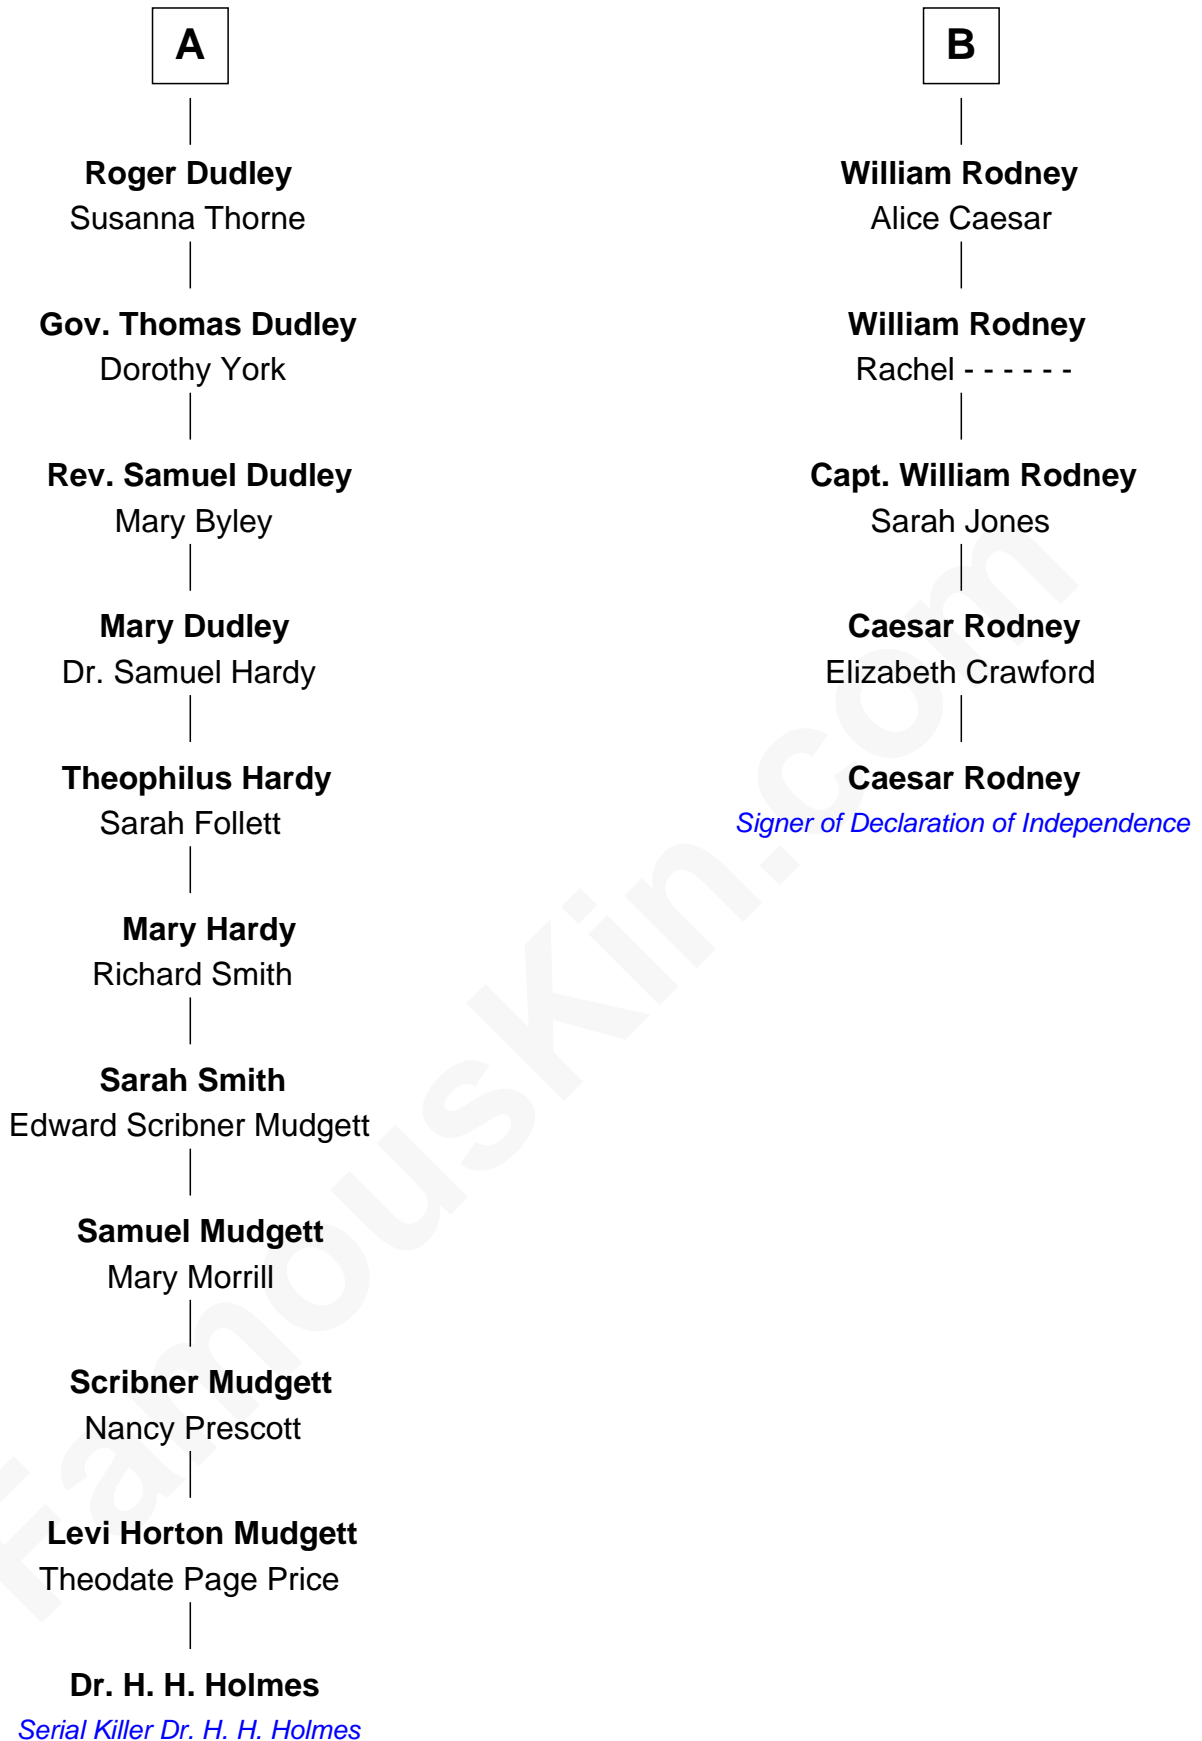 A
Roger Dudley
Susanna Thorne
Gov. Thomas Dudley
Dorothy York
Rev. Samuel Dudley
Mary Byley
Mary Dudley
Dr. Samuel Hardy
Theophilus Hardy
Sarah Follett
Mary Hardy
Richard Smith
Sarah Smith
Edward Scribner Mudgett
Samuel Mudgett
Mary Morrill
Scribner Mudgett
Nancy Prescott
Levi Horton Mudgett
Theodate Page Price
Dr. H. H. Holmes
Serial Killer Dr. H. H. Holmes
B
William Rodney
Alice Caesar
William Rodney
Rachel - - - - - -
Capt. William Rodney
Sarah Jones
Caesar Rodney
Elizabeth Crawford
Caesar Rodney
Signer of Declaration of Independence
FamousKin.com